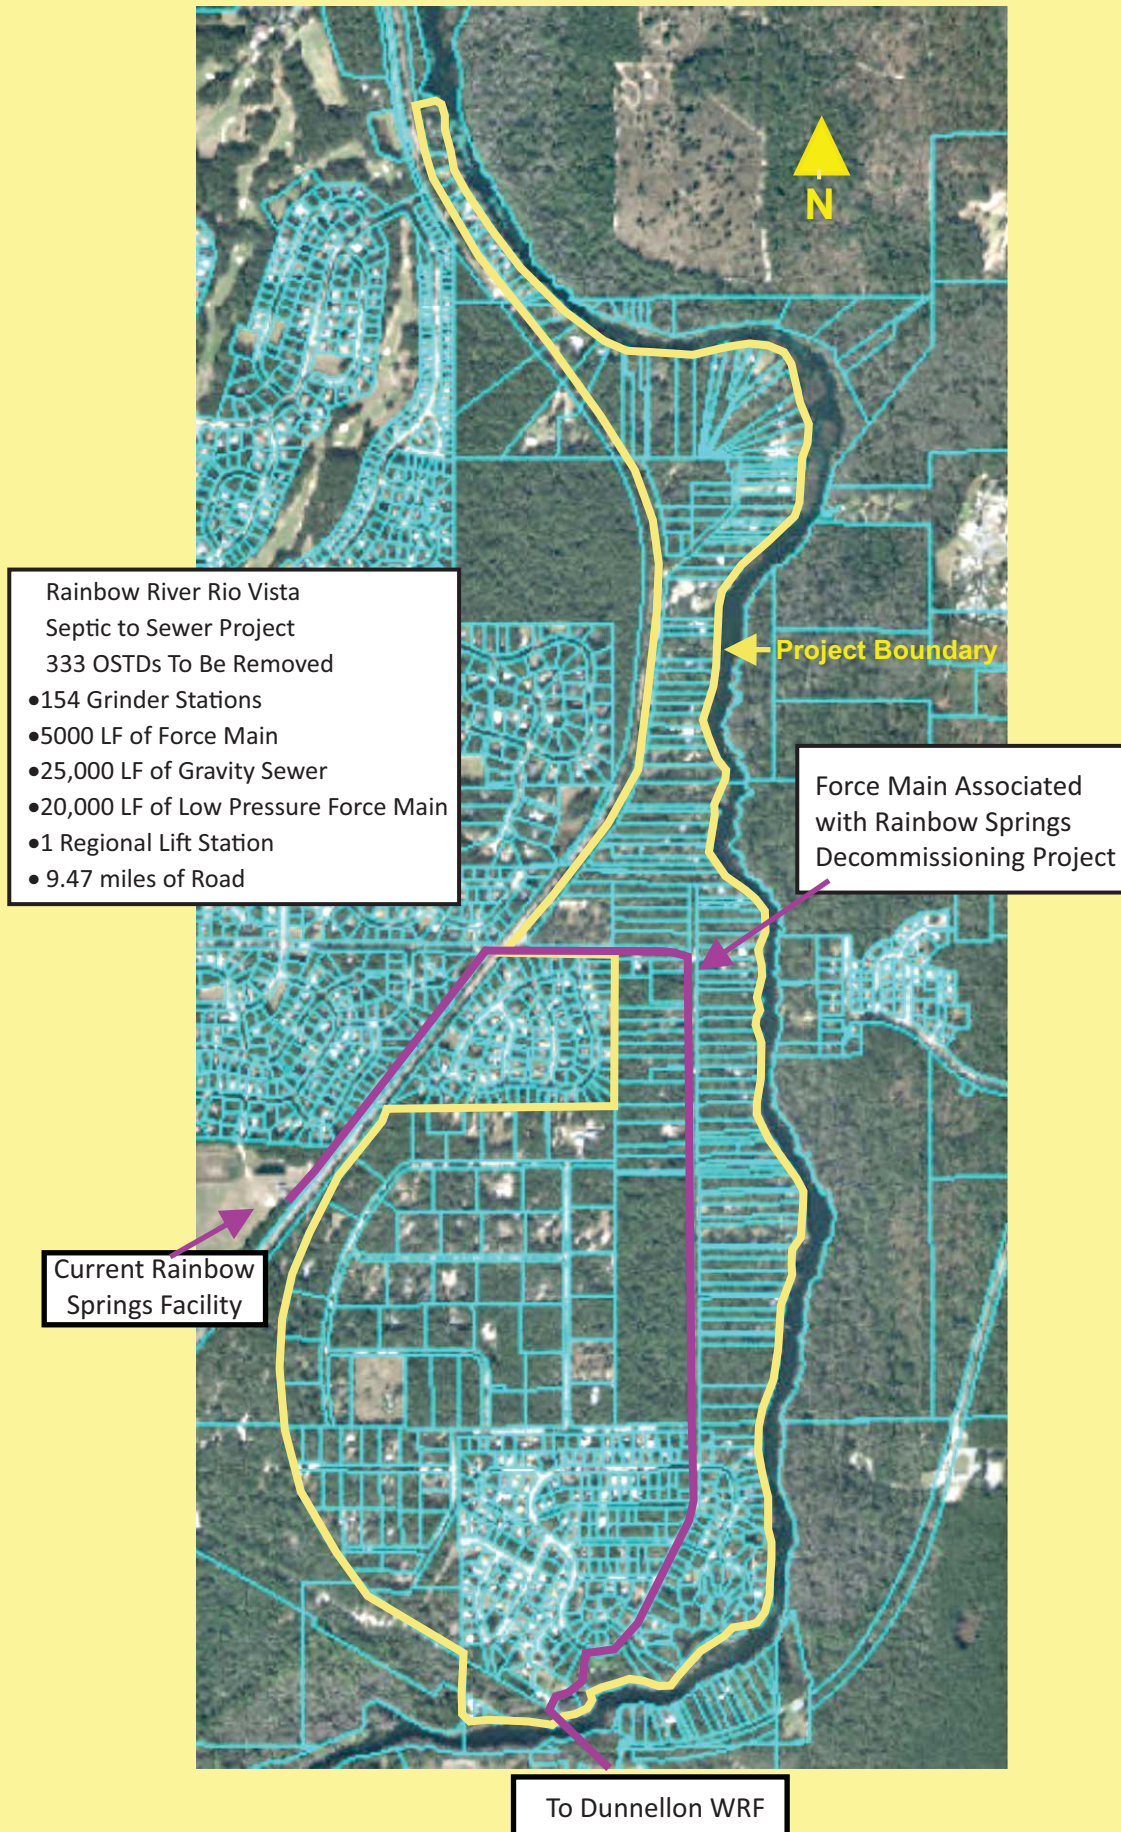 N
Rainbow River Rio Vista
Septic to Sewer Project
333 OSTDs To Be Removed
•154 Grinder Stations
•5000 LF of Force Main
•25,000 LF of Gravity Sewer
•20,000 LF of Low Pressure Force Main
•1 Regional Lift Station
• 9.47 miles of Road
Project Boundary
Force Main Associated
with Rainbow Springs
Decommissioning Project
Current Rainbow
Springs Facility
To Dunnellon WRF